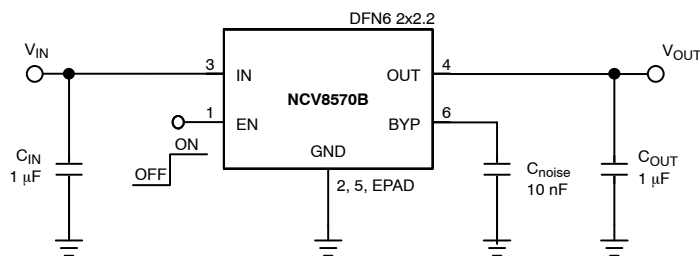 DFN6 2x2.2
VIN
VOUT
3
IN
OUT
4
NCV8570B
1
EN
BYP
6
ON
OFF
GND
2, 5, EPAD
CIN
1 μF
Cnoise
10 nF
COUT
1 μF